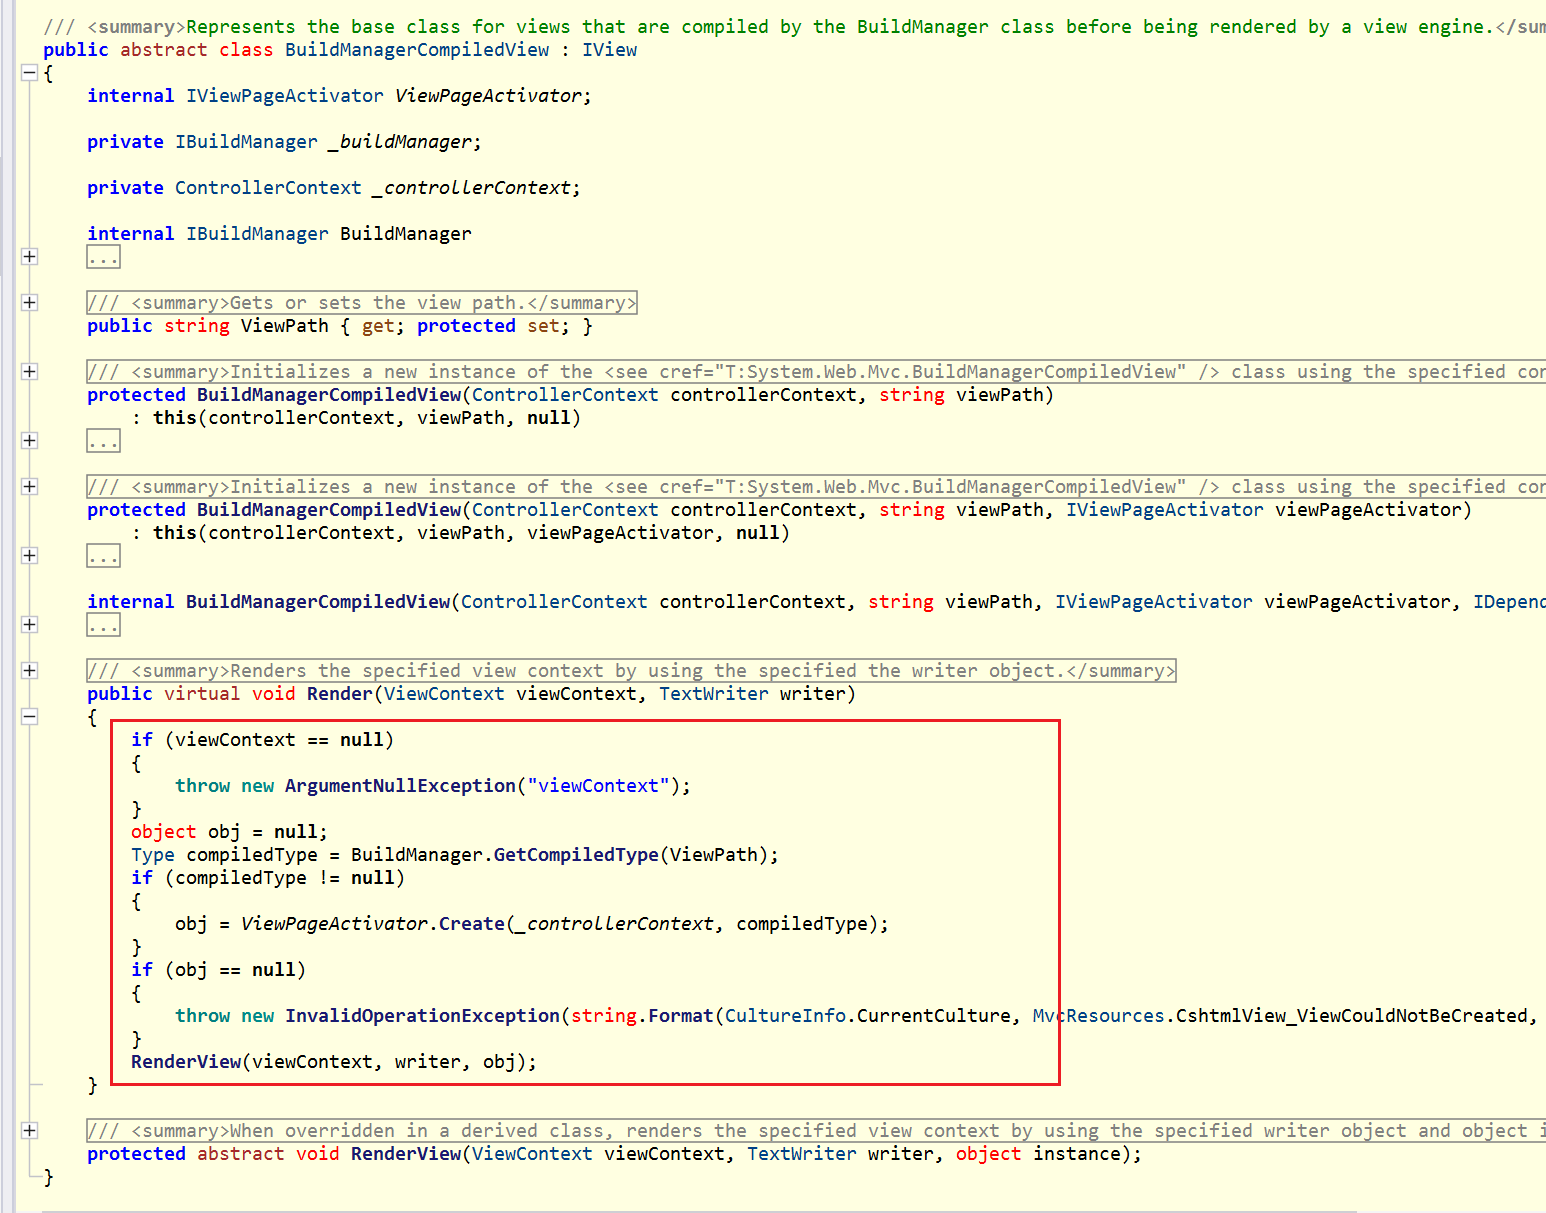 /// <summary>Represents the base class for views that are compiled by the BuildManager class before being rendered by a view engine.</sum
public abstract class BuildManagerCompiledView : IView
{
internal IViewPageActivator ViewPageActivator;
private IBuildManager _buildManager;
private ControllerContext _controllerContext;
internal IBuildManager BuildManager
...
/// <summary>Gets or sets the view path.</summary>
public string ViewPath { get; protected set; }
/// <summary>Initializes a new instance of the <see cref="T:System.Web.Mvc.BuildManagerCompiledView" /> class using the specified con
protected BuildManagerCompiledView(ControllerContext controllerContext, string viewPath)
: this(controllerContext, viewPath, null)
...
/// <summary>Initializes a new instance of the <see cref="T:System.Web.Mvc.BuildManagerCompiledView" /> class using the specified con
protected BuildManagerCompiledView(ControllerContext controllerContext, string viewPath, IViewPageActivator viewPageActivator)
: this(controllerContext, viewPath, viewPageActivator, null)
...
internal BuildManagerCompiledView(ControllerContext controllerContext, string viewPath, IViewPageActivator viewPageActivator, IDepend
...
/// <summary>Renders the specified view context by using the specified the writer object.</summary>
public virtual void Render(ViewContext viewContext, TextWriter writer)
{
if (viewContext == null)
{
throw new ArgumentNullException("viewContext");
}
object obj = null;
Type compiledType = BuildManager.GetCompiledType(ViewPath);
if (compiledType != null)
{
obj = ViewPageActivator.Create(_controllerContext, compiledType);
}
if (obj == null)
{
throw new InvalidOperationException(string.Format(CultureInfo.CurrentCulture, MvcResources.CshtmlView_ViewCouldNotBeCreated,
}
RenderView(viewContext, writer, obj);
}
/// <summary>When overridden in a derived class, renders the specified view context by using the specified writer object and object i
protected abstract void RenderView(ViewContext viewContext, TextWriter writer, object instance);
}